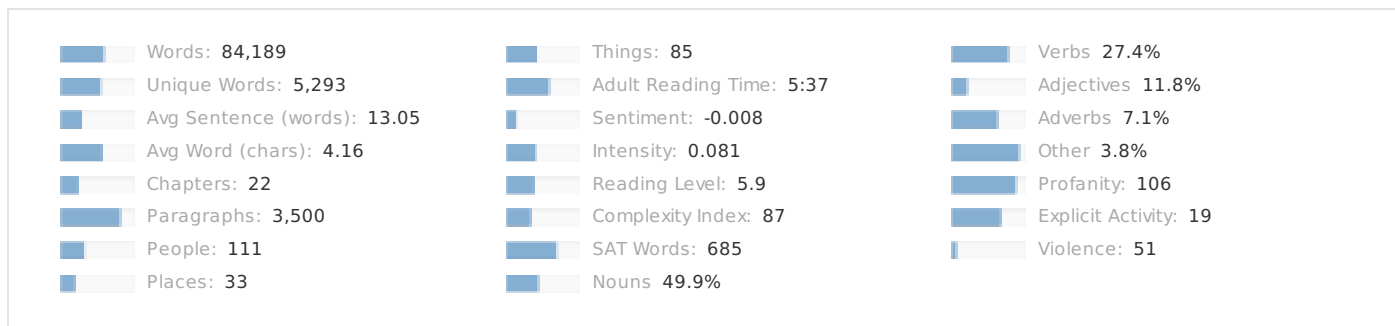 Words: 84,189
Unique Words: 5,293
Avg Sentence (words): 13.05
Avg Word (chars): 4.16
Chapters: 22
Paragraphs: 3,500
People: 111
Places: 33
Things: 85
Adult Reading Time: 5:37
Sentiment: -0.008
Intensity: 0.081
Reading Level: 5.9
Complexity Index: 87
SAT Words: 685
Nouns 49.9%
Verbs 27.4%
Adjectives 11.8%
Adverbs 7.1%
Other 3.8%
Profanity: 106
Explicit Activity: 19
Violence: 51